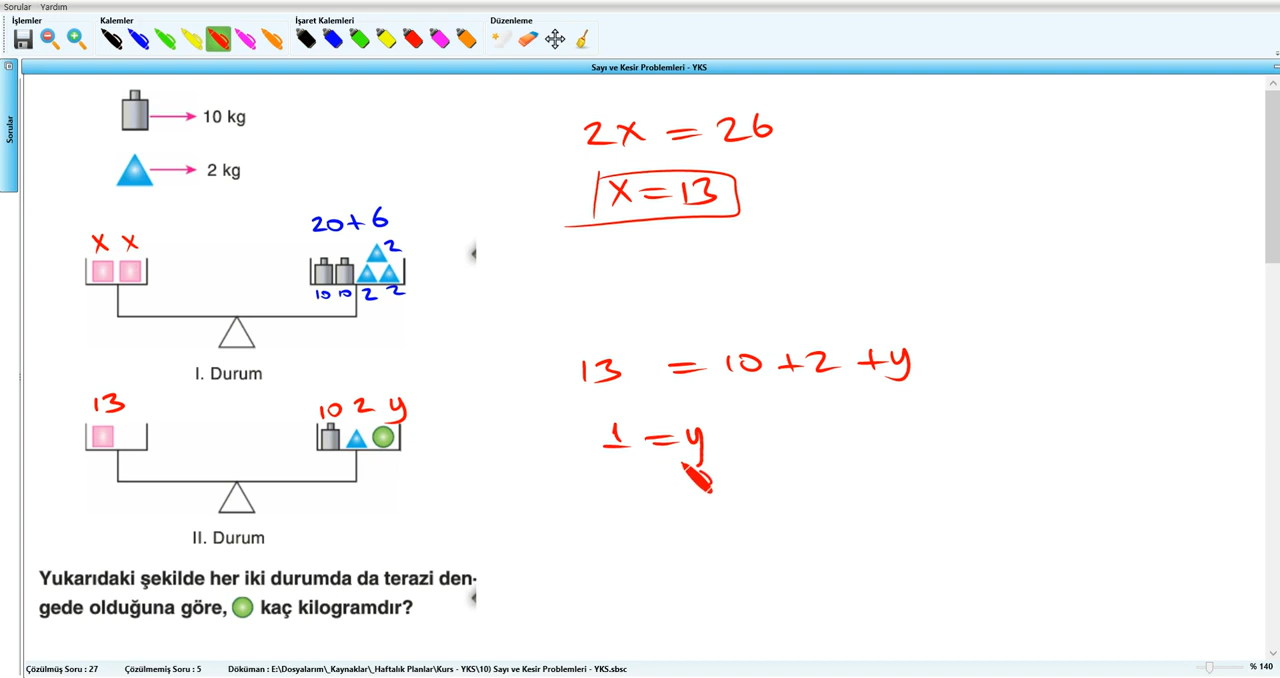 Sorular Yardım
İşlemler Kalemler İşaret Kalemleri Düzenleme
Sayı ve Kesir Problemleri - YKS
Sorular
10 kg
2 kg
2x = 26
x = 13
20 + 6
x x
2
10 10 2 2
I. Durum
13 = 10 + 2 + y
13
10 2 y
1 = y
II. Durum
Yukarıdaki şekilde her iki durumda da terazi den-
gede olduğuna göre, kaç kilogramdır?
Çözülmüş Soru : 27 Çözülmemiş Soru : 5 Döküman : E:\Dosyalarım\_Kaynaklar\_Haftalık Planlar\Kurs - YKS\10) Sayı ve Kesir Problemleri - YKS.sbsc % 140